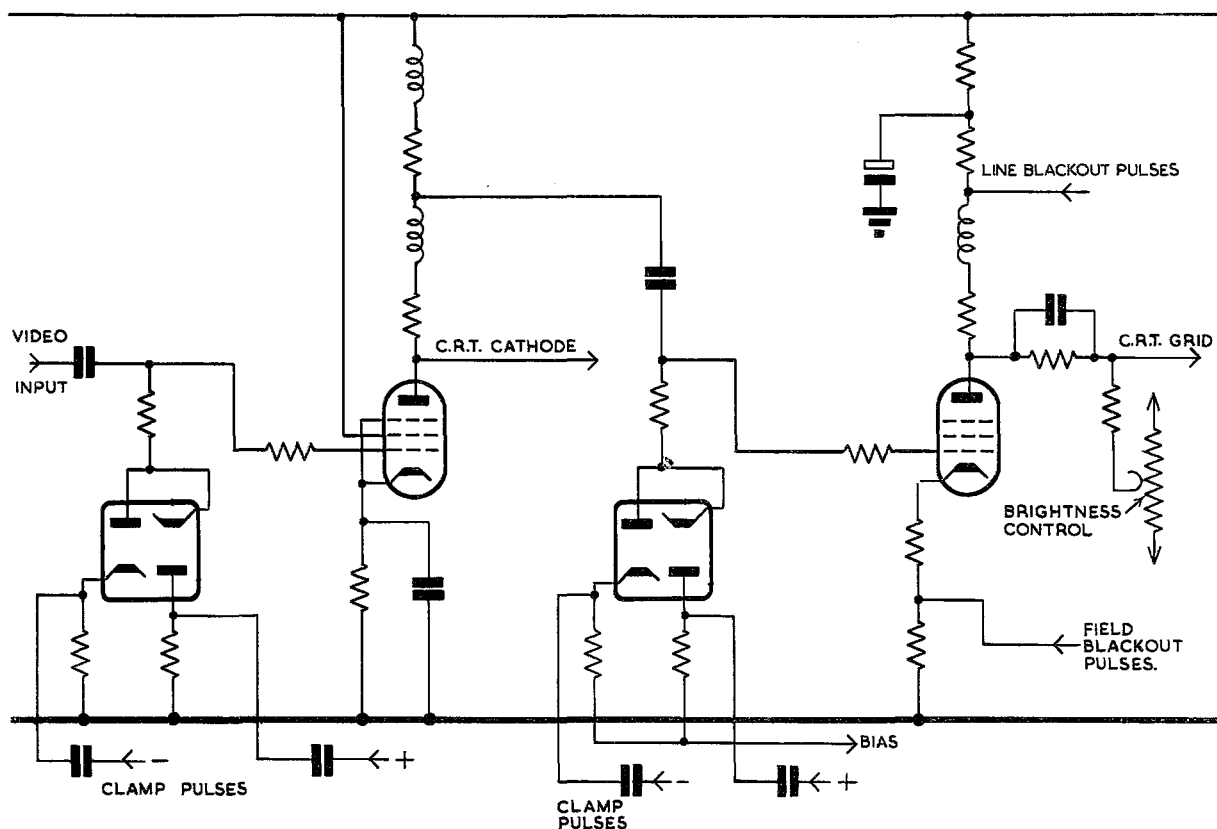 LINE BLACKOUT PULSES
VIDEO
INPUT
C.R.T. CATHODE
C.R.T. GRID
BRIGHTNESS
CONTROL
FIELD
BLACKOUT
PULSES.
BIAS
-
+
CLAMP PULSES
-
+
CLAMP
PULSES